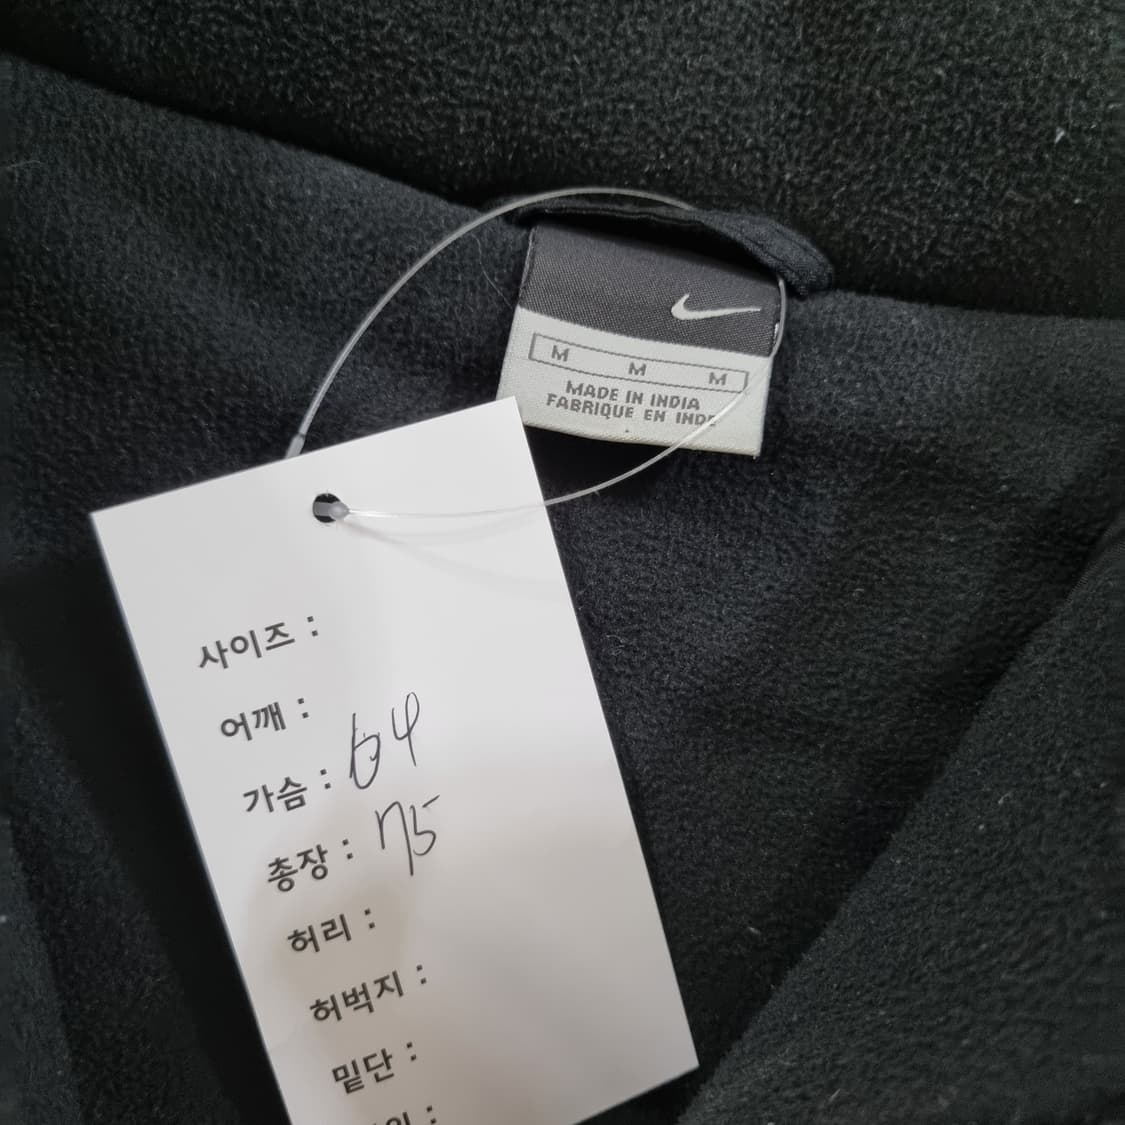 M M M
MADE IN INDIA
FABRIQUE EN INDE
사이즈 :
어깨 :
가슴 : 64
총장 : 75
허리 :
허벅지 :
밑단 :